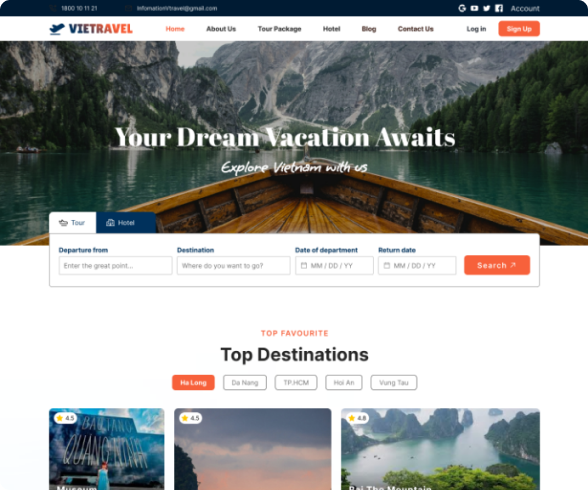 1800 10 11 21
InfomationVrtravel@gmail.com
Account
VIETRAVEL
Home
About Us
Tour Package
Hotel
Blog
Contact Us
Log in
Sign Up
Your Dream Vacation Awaits
Explore Vietnam with us
Tour
Hotel
Departure from
Destination
Date of department
Return date
Enter the great point...
Where do you want to go?
MM / DD / YY
MM / DD / YY
Search
TOP FAVOURITE
Top Destinations
Ha Long
Da Nang
TP.HCM
Hoi An
Vung Tau
4.5
4.5
4.8
QUANG NINH
Museum
Bai Tho Mountain